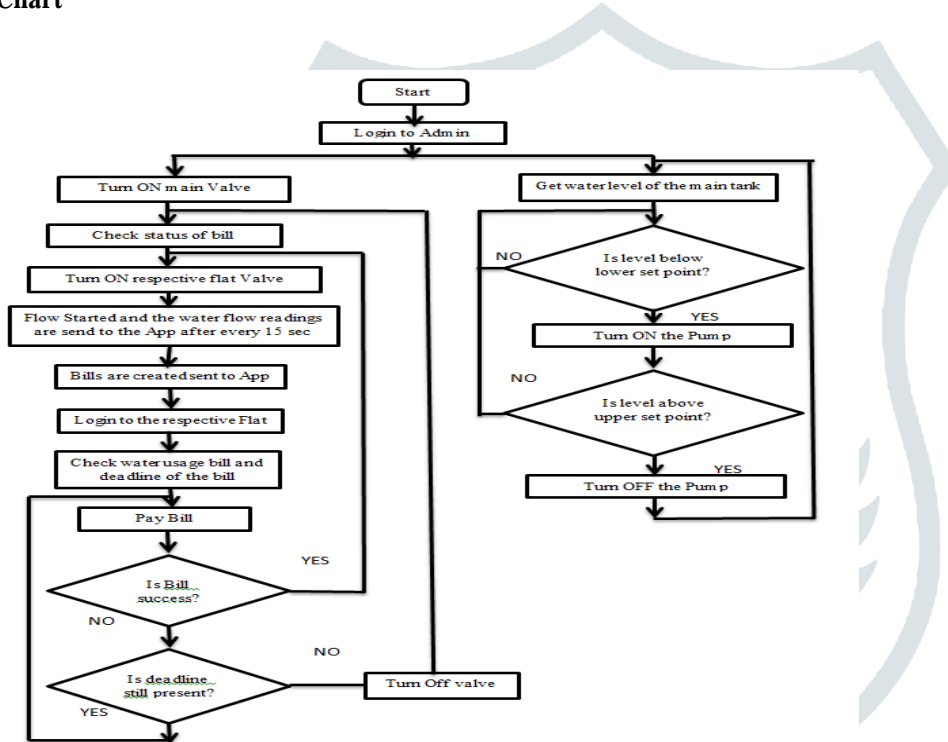 Chart
Start
Login to Admin
Turn ON main Valve
Check status of bill
Turn ON respective flat Valve
Flow Started and the water flow readings
are send to the App after every 15 sec
Bills are created sent to App
Login to the respective Flat
Check water usage bill and
deadline of the bill
Pay Bill
YES
Is Bill
success?
NO
NO
Is deadline
still present?
YES
Turn Off valve
Get water level of the main tank
NO
Is level below
lower set point?
YES
Turn ON the Pump
NO
Is level above
upper set point?
YES
Turn OFF the Pump